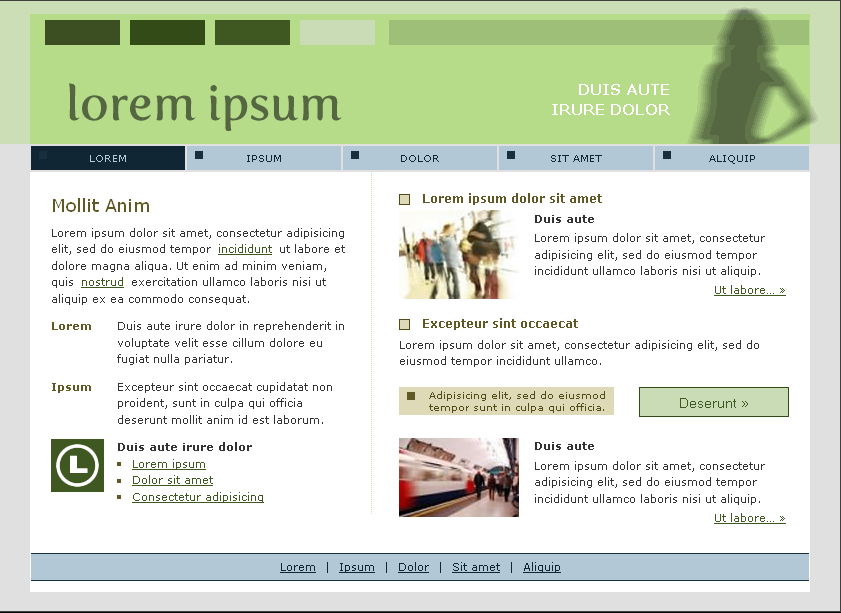 lorem ipsum
DUIS AUTE
IRURE DOLOR
LOREM
IPSUM
DOLOR
SIT AMET
ALIQUIP
Mollit Anim
Lorem ipsum dolor sit amet, consectetur adipisicing
elit, sed do eiusmod tempor incididunt ut labore et
dolore magna aliqua. Ut enim ad minim veniam,
quis nostrud exercitation ullamco laboris nisi ut
aliquip ex ea commodo consequat.
Lorem
Duis aute irure dolor in reprehenderit in
voluptate velit esse cillum dolore eu
fugiat nulla pariatur.
Ipsum
Excepteur sint occaecat cupidatat non
proident, sunt in culpa qui officia
deserunt mollit anim id est laborum.
L
Duis aute irure dolor
Lorem ipsum
Dolor sit amet
Consectetur adipisicing
Lorem ipsum dolor sit amet
Duis aute
Lorem ipsum dolor sit amet, consectetur
adipisicing elit, sed do eiusmod tempor
incididunt ullamco laboris nisi ut aliquip.
Ut labore... »
Excepteur sint occaecat
Lorem ipsum dolor sit amet, consectetur adipisicing elit, sed do
eiusmod tempor incididunt ullamco.
Adipisicing elit, sed do eiusmod
tempor sunt in culpa qui officia.
Deserunt »
Duis aute
Lorem ipsum dolor sit amet, consectetur
adipisicing elit, sed do eiusmod tempor
incididunt ullamco laboris nisi ut aliquip.
Ut labore... »
Lorem | Ipsum | Dolor | Sit amet | Aliquip